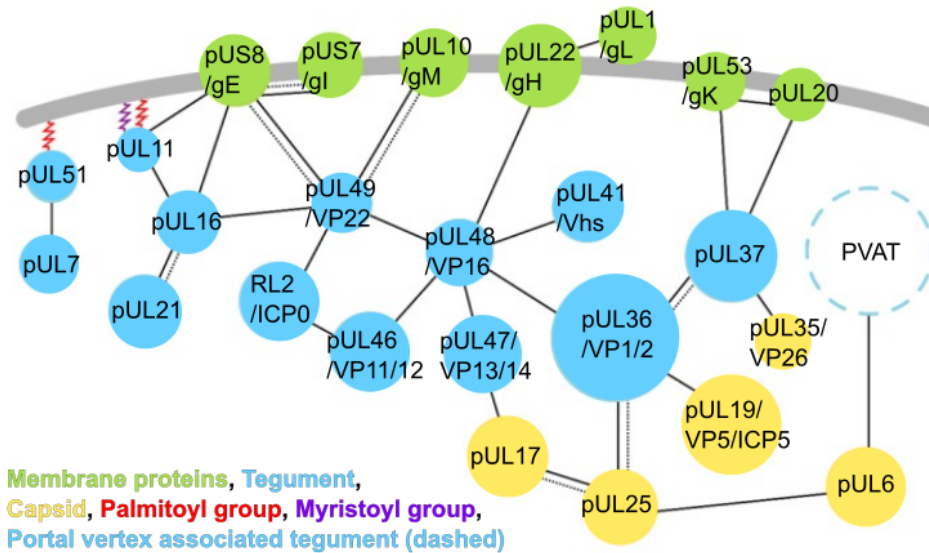 pUS8
/gE
pUS7
/gI
pUL10
/gM
pUL22
/gH
pUL1
/gL
pUL53
/gK
pUL20
pUL11
pUL51
pUL7
pUL16
pUL21
pUL49
/VP22
RL2
/ICP0
pUL48
/VP16
pUL41
/Vhs
pUL46
/VP11/12
pUL47/
VP13/14
pUL36
/VP1/2
pUL37
PVAT
pUL35/
VP26
pUL19/
VP5/ICP5
pUL17
pUL25
pUL6
Membrane proteins, Tegument,
Capsid, Palmitoyl group, Myristoyl group,
Portal vertex associated tegument (dashed)